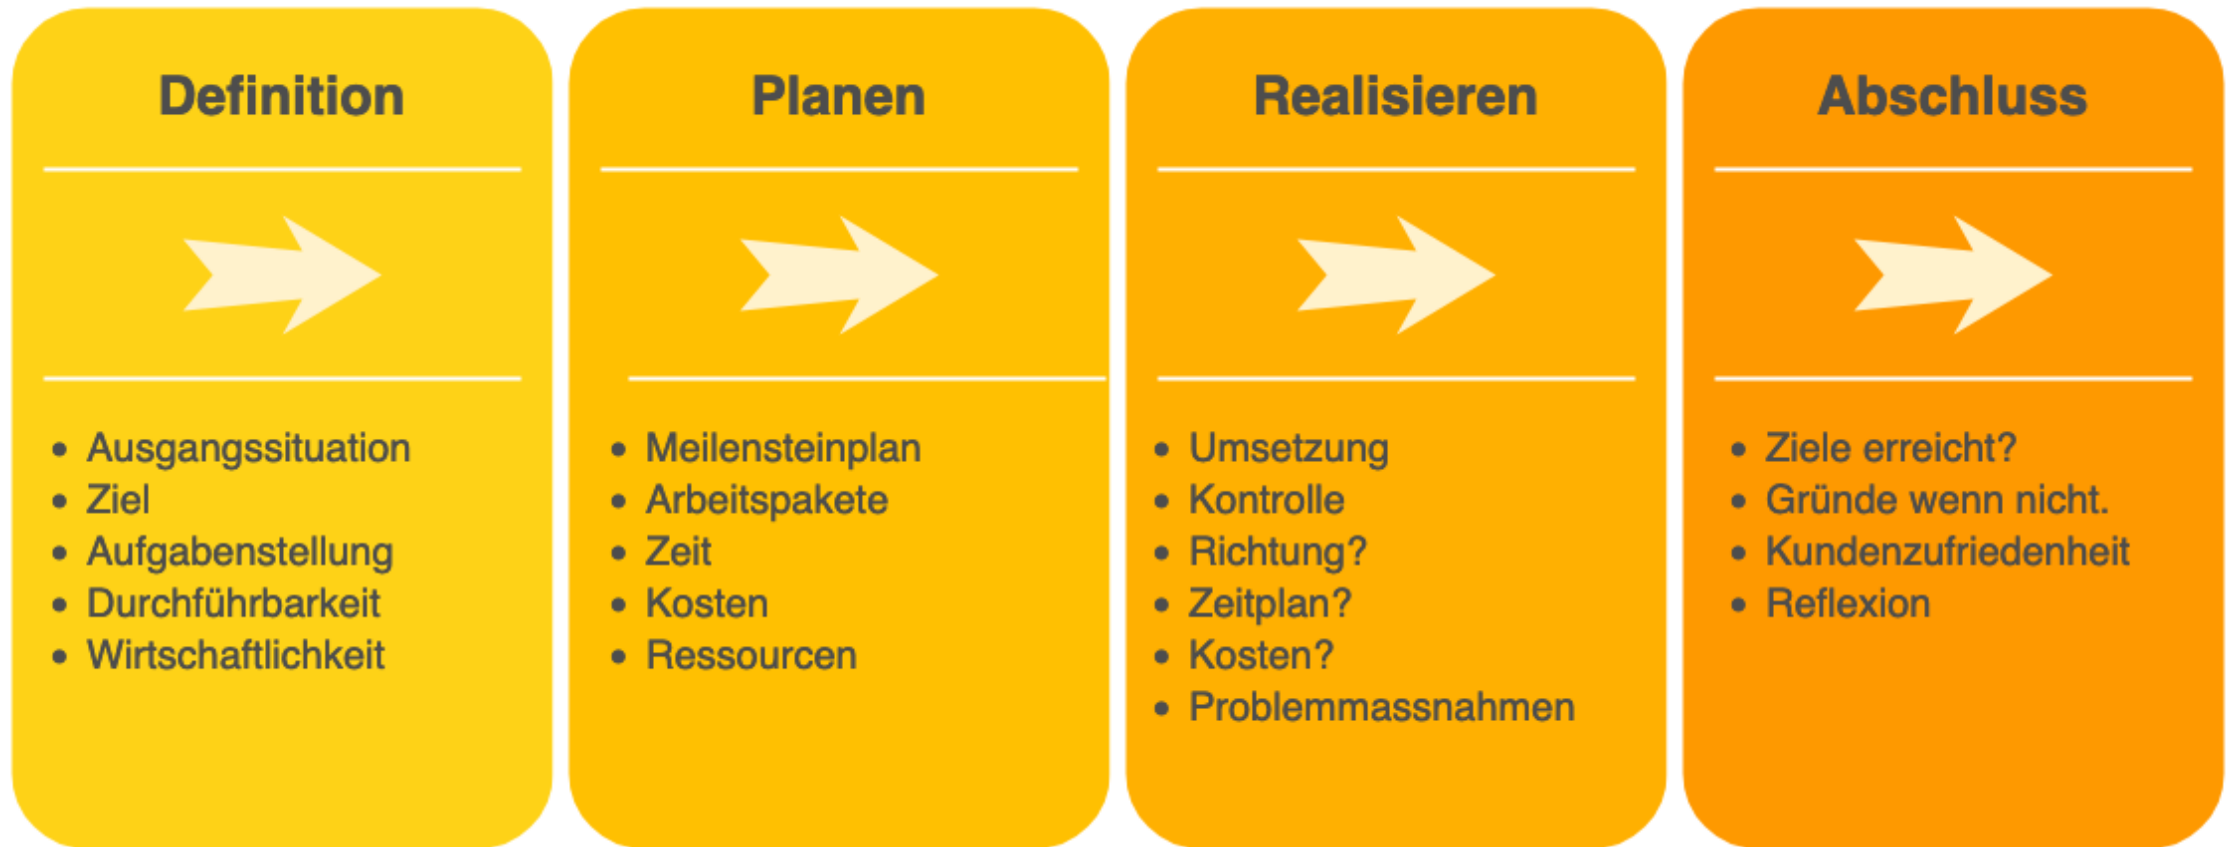 Definition
Ausgangssituation
Ziel
Aufgabenstellung
Durchführbarkeit
Wirtschaftlichkeit
Planen
Meilensteinplan
Arbeitspakete
Zeit
Kosten
Ressourcen
Realisieren
Umsetzung
Kontrolle
Richtung?
Zeitplan?
Kosten?
Problemmassnahmen
Abschluss
Ziele erreicht?
Gründe wenn nicht.
Kundenzufriedenheit
Reflexion